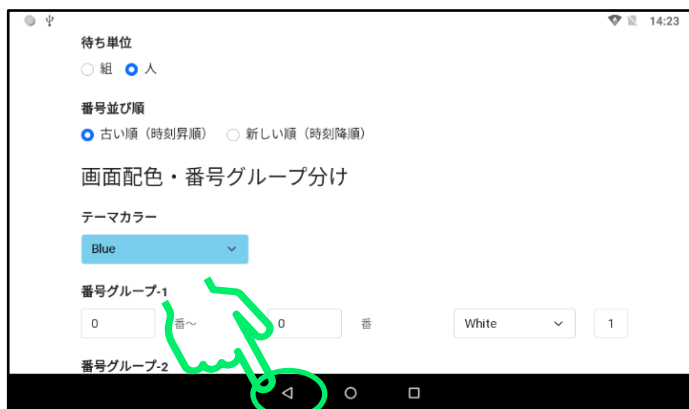 14:23
待ち単位
組 人
番号並び順
古い順（時刻昇順） 新しい順（時刻降順）
画面配色・番号グループ分け
テーマカラー
Blue
番号グループ-1
0 番～ 0 番 White 1
番号グループ-2